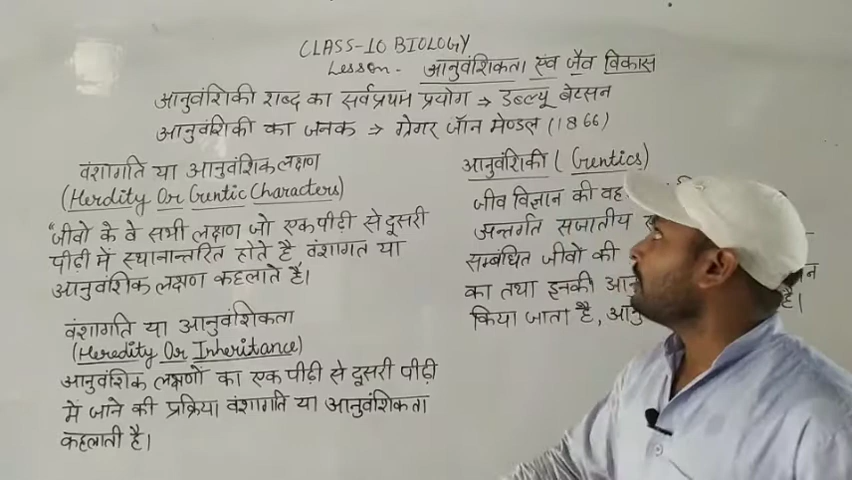 CLASS-10 BIOLOGY
Lesson- आनुवंशिकता एंव जैव विकास
आनुवंशिकी शब्द का सर्वप्रथम प्रयोग → डब्ल्यू बेटसन
आनुवंशिकी का जनक → ग्रेगर जॉन मेण्डल (1866)
वंशागति या आनुवंशिक लक्षण
(Herdity Or Gentic Characters)
"जीवो के वे सभी लक्षण जो एक पीढ़ी से दूसरी
पीढ़ी में स्थानान्तरित होते है वंशागत या
आनुवंशिक लक्षण कहलाते है।
वंशागति या आनुवंशिकता
(Heredity Or Inheritance)
आनुवंशिक लक्षणों का एक पीढ़ी से दूसरी पीढ़ी
में जाने की प्रक्रिया वंशागति या आनुवंशिकता
कहलाती है।
आनुवंशिकी (Gentics)
जीव विज्ञान की वह
अन्तर्गत सजातीय
सम्बंधित जीवों की
का तथा इनकी
किया जाता है,